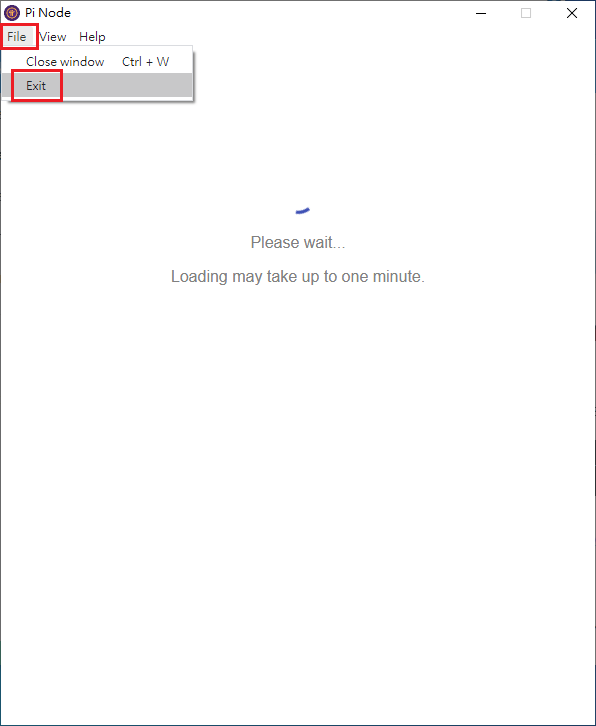 Pi Node
File View Help
Close window Ctrl + W
Exit
Please wait...
Loading may take up to one minute.